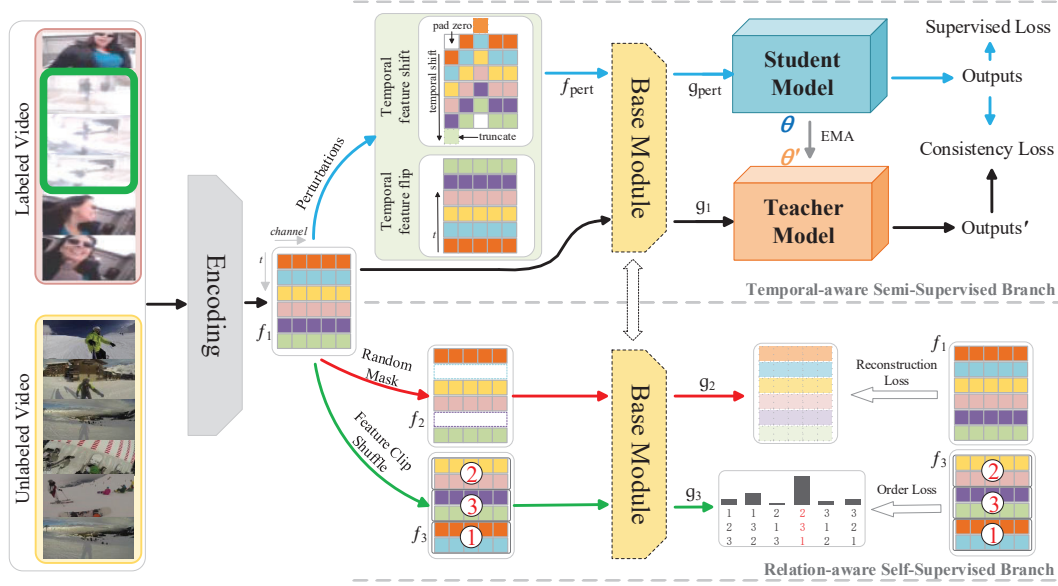 Labeled Video
Unlabeled Video
Encoding
channel
t
f1
Perturbations
Temporal
feature shift
pad zero
temporal shift
truncate
Temporal
feature flip
t
fpert
Base Module
gpert
g1
Student
Model
θ
EMA
θ'
Teacher
Model
Supervised Loss
Outputs
Consistency Loss
Outputs'
Temporal-aware Semi-Supervised Branch
Random
Mask
f2
Feature Clip
Shuffle
f3
2
3
1
Base Module
g2
g3
Reconstruction
Loss
f1
1 1 2 2 3 3
2 3 1 3 1 2
3 2 3 1 2 1
Order Loss
f3
2
3
1
Relation-aware Self-Supervised Branch